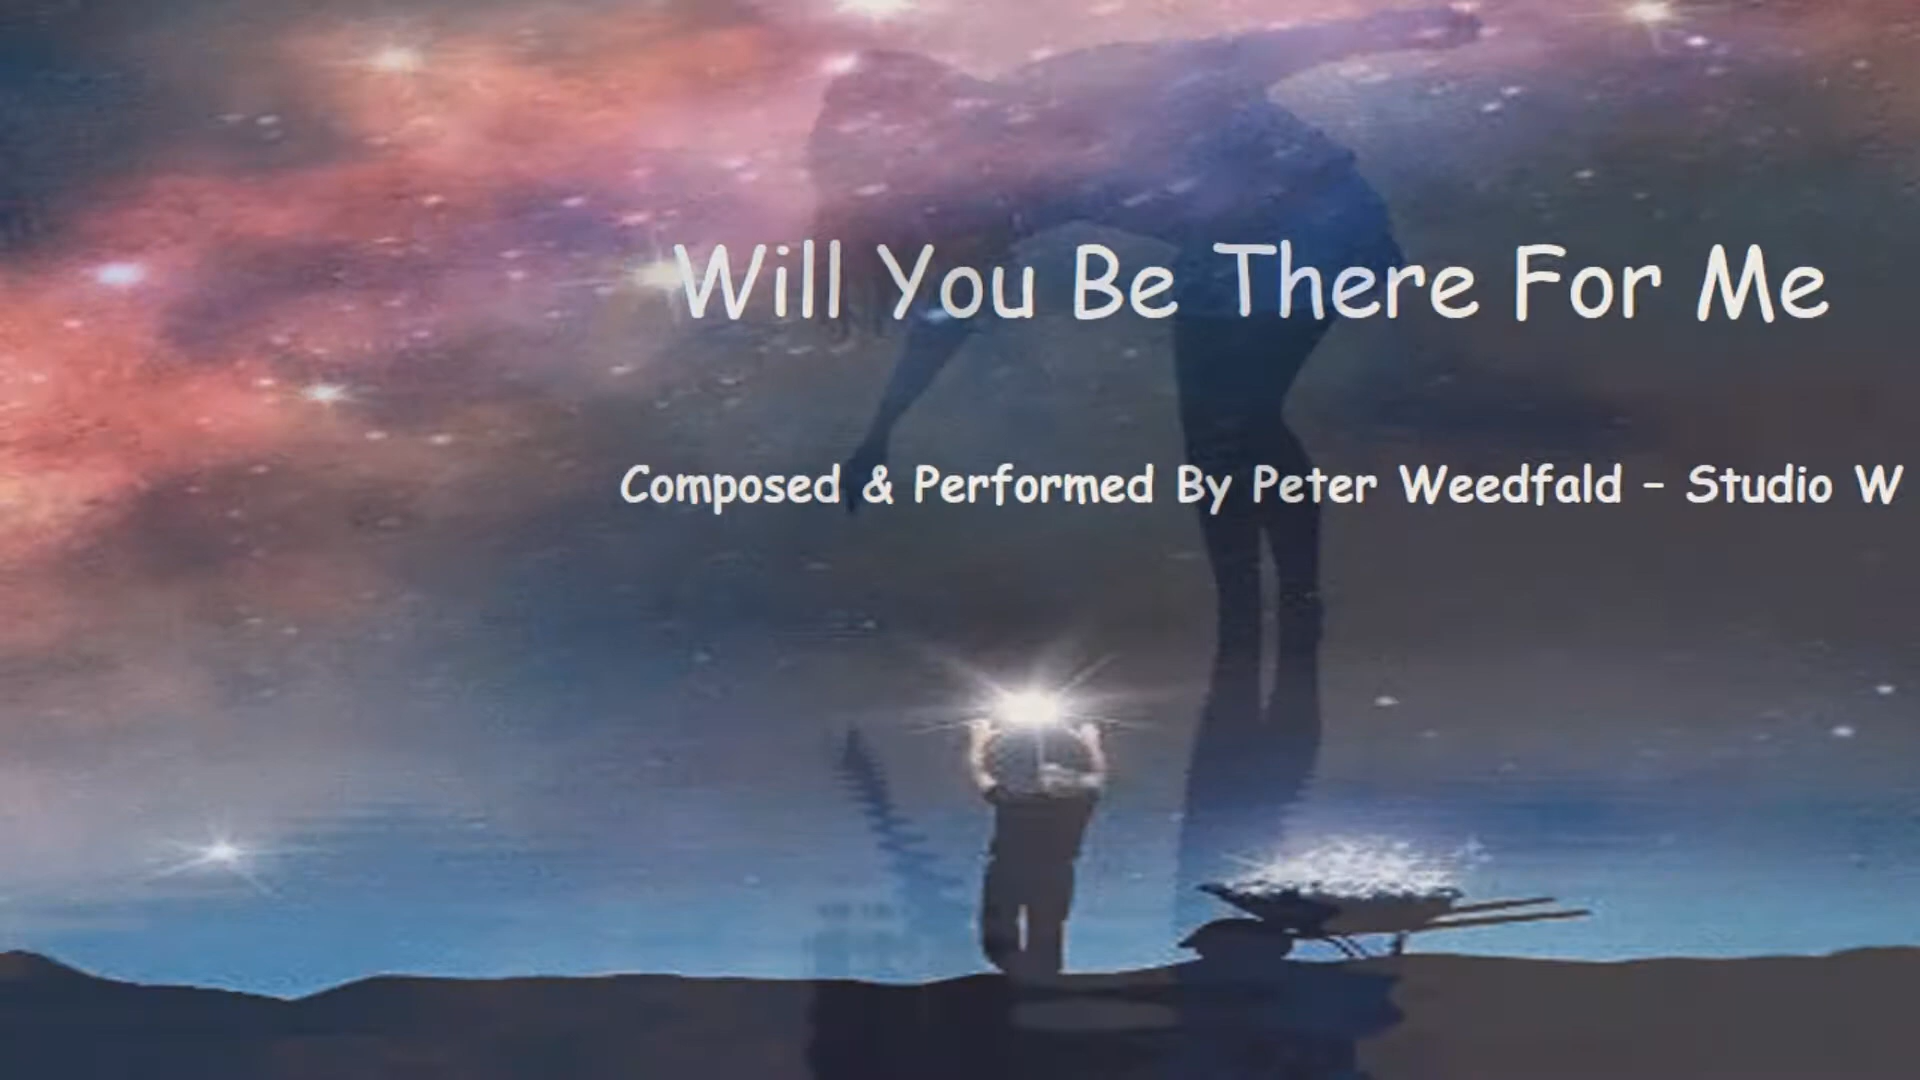 Will You Be There For Me
Composed & Performed By Peter Weedfald - Studio W